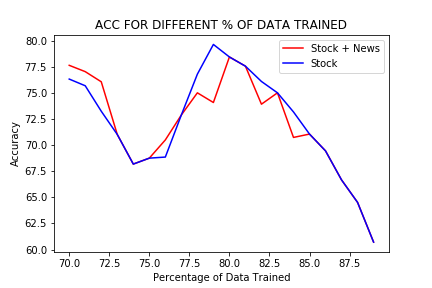 ACC FOR DIFFERENT % OF DATA TRAINED
Stock + News
Stock
Accuracy
80.0
77.5
75.0
72.5
70.0
67.5
65.0
62.5
60.0
70.0 72.5 75.0 77.5 80.0 82.5 85.0 87.5
Percentage of Data Trained